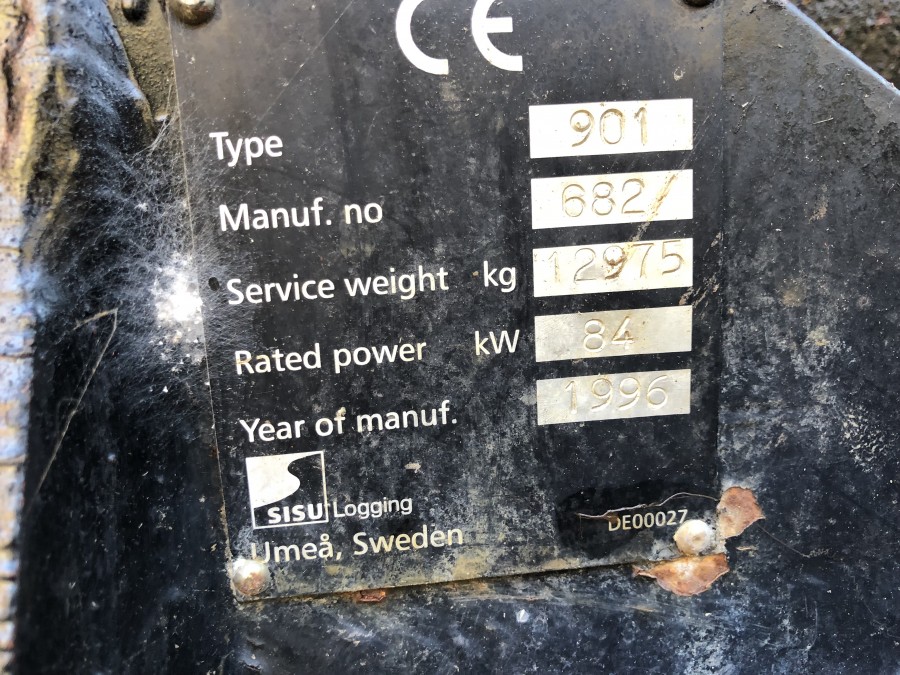 CE
Type 901
Manuf. no 682
Service weight kg 12975
Rated power kW 84
Year of manuf. 1996
SISU Logging
Umeå, Sweden
DE00027